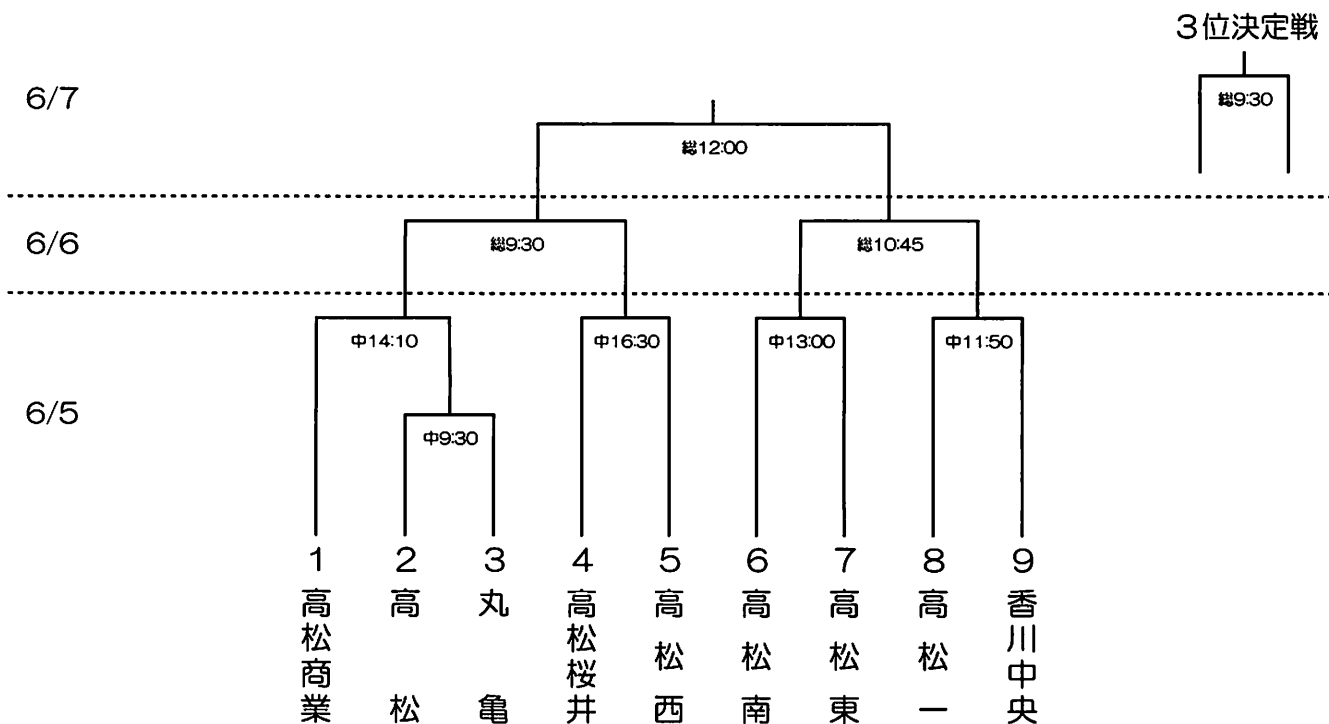 3位決定戦
6/7
総9:30
総12:00
6/6
総9:30
総10:45
中14:10
中16:30
中13:00
中11:50
6/5
中9:30
1
2
3
4
5
6
7
8
9
高松商業
高松
丸亀
高松桜井
高松西
高松南
高松東
高松一
香川中央